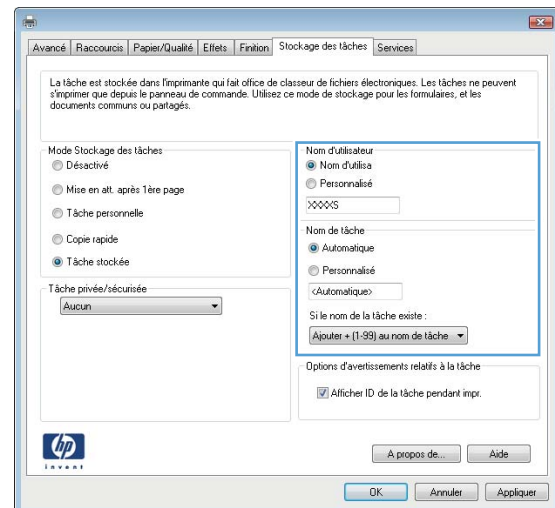 Avancé Raccourcis Papier/Qualité Effets Finition Stockage des tâches Services
La tâche est stockée dans l'imprimante qui fait office de
classeur de fichiers électroniques. Les tâches ne peuvent
s'imprimer que depuis le panneau de commande. Utilisez
ce mode de stockage pour les formulaires, et les
documents communs ou partagés.
Mode Stockage des tâches
Désactivé
Mise en att. après 1ère page
Tâche personnelle
Copie rapide
Tâche stockée
Tâche privée/sécurisée
Aucun
Nom d'utilisateur
Nom d'utilisa
Personnalisé
XXXXS
Nom de tâche
Automatique
Personnalisé
<Automatique>
Si le nom de la tâche existe :
Ajouter + (1-99) au nom de tâche
Options d'avertissements relatifs à la tâche
Afficher ID de la tâche pendant impr.
hp
invent
A propos de... Aide
OK Annuler Appliquer